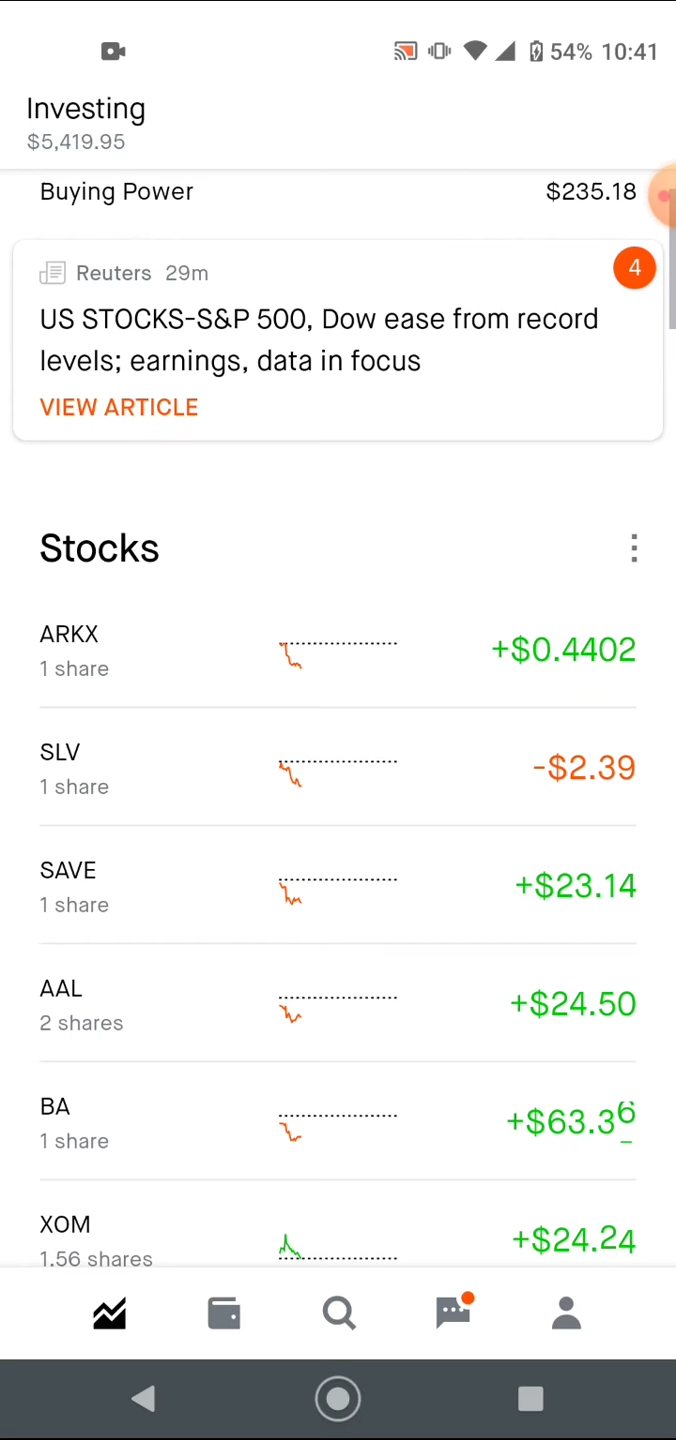 54% 10:41
Investing
$5,419.95
Buying Power $235.18
Reuters 29m 4
US STOCKS-S&P 500, Dow ease from record
levels; earnings, data in focus
VIEW ARTICLE
Stocks
ARKX
1 share
+$0.4402
SLV
1 share
-$2.39
SAVE
1 share
+$23.14
AAL
2 shares
+$24.50
BA
1 share
+$63.36
XOM
1.56 shares
+$24.24